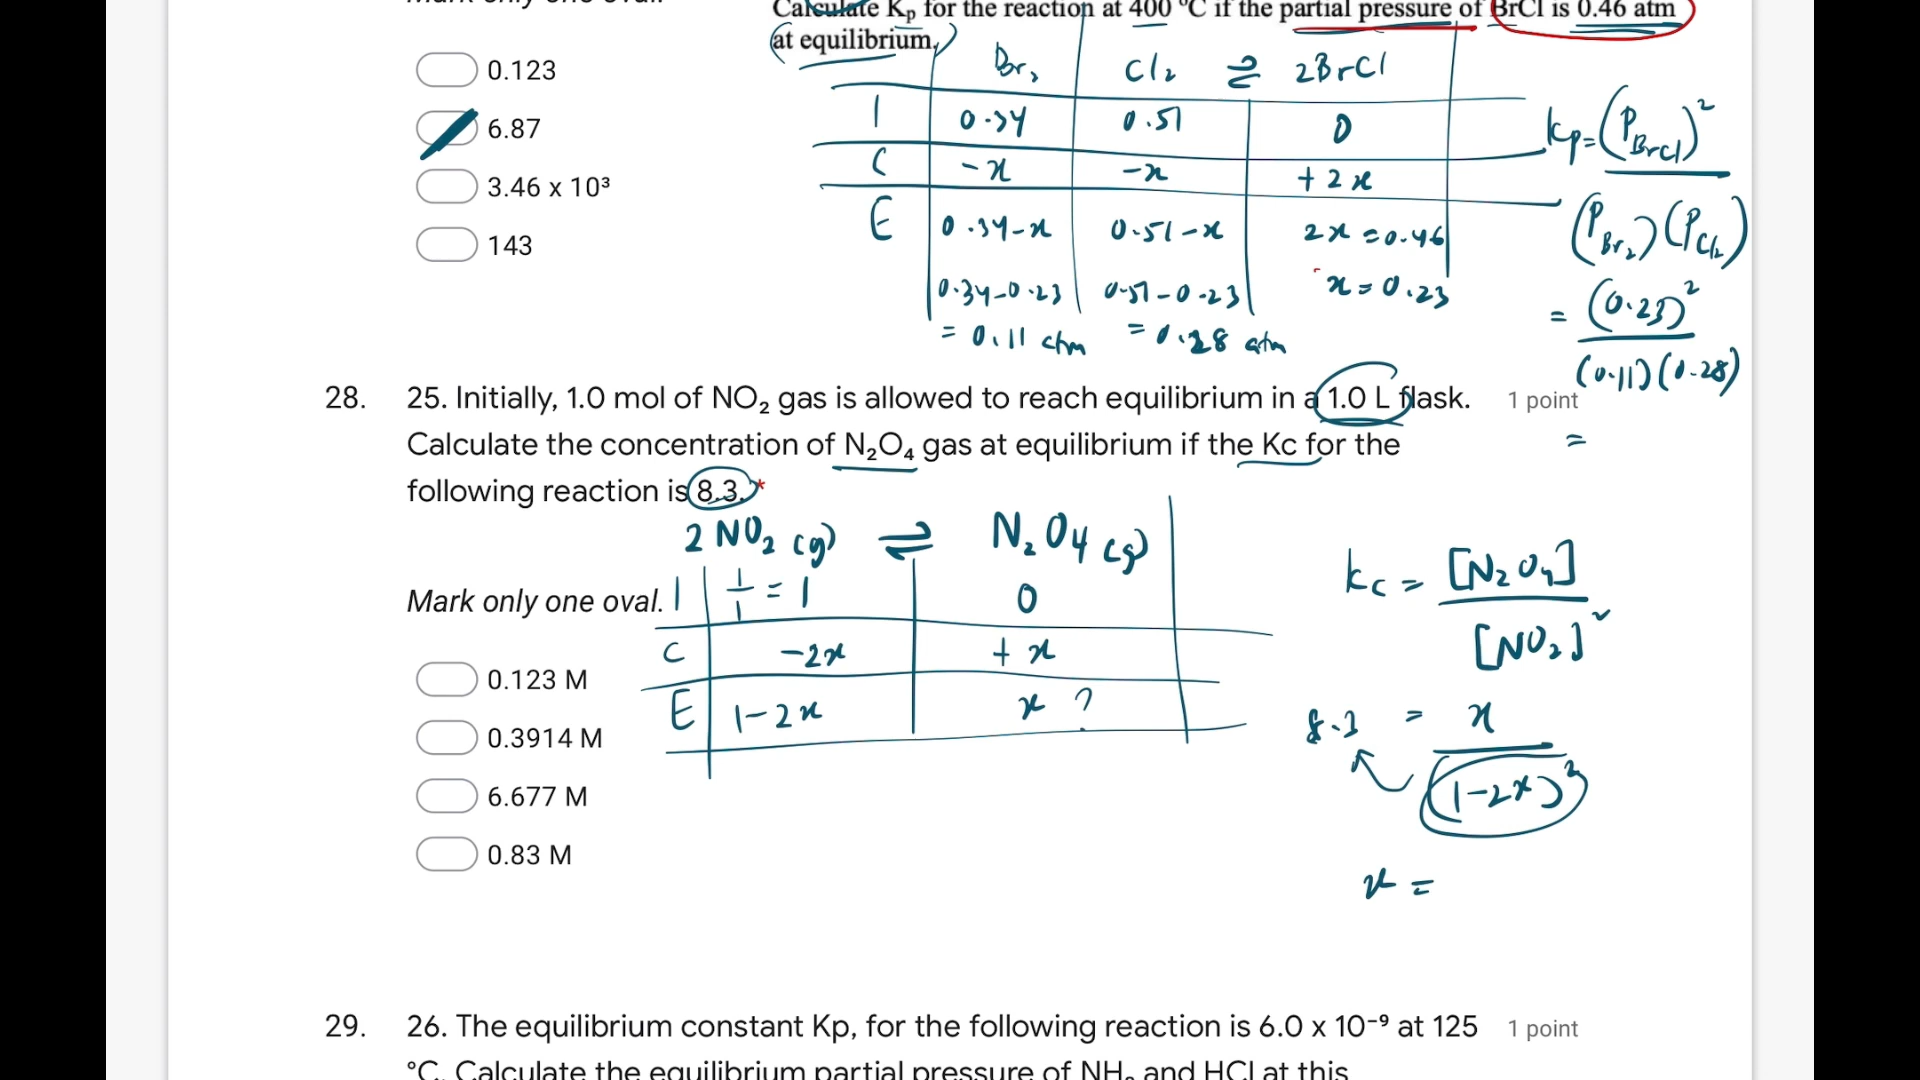 Calculate Kp for the reaction at 400 °C if the partial pressure of BrCl is 0.46 atm
at equilibrium.
0.123
6.87
3.46 x 10³
143
Br₂ Cl₂ ⇌ 2BrCl
I 0.34 0.51 0
C -x -x +2x
E 0.34-x 0.51-x 2x = 0.46
0.34-0.23 0.51-0.23 x = 0.23
= 0.11 atm = 0.28 atm
Kp = (P BrCl)²
(P Br₂)(P Cl₂)
= (0.23)²
(0.11)(0.28)
=
28. 25. Initially, 1.0 mol of NO₂ gas is allowed to reach equilibrium in a 1.0 L flask. 1 point
Calculate the concentration of N₂O₄ gas at equilibrium if the Kc for the
following reaction is 8.3. *
2 NO₂ (g) ⇌ N₂O₄ (g)
Mark only one oval.
I 1/1 = 1 0
C -2x + x
E 1-2x x ?
Kc = [N₂O₄]
[NO₂]²
8.3 = x
(1-2x)²
x =
0.123 M
0.3914 M
6.677 M
0.83 M
29. 26. The equilibrium constant Kp, for the following reaction is 6.0 x 10⁻⁹ at 125 1 point
°C. Calculate the equilibrium partial pressure of NH₃ and HCl at this